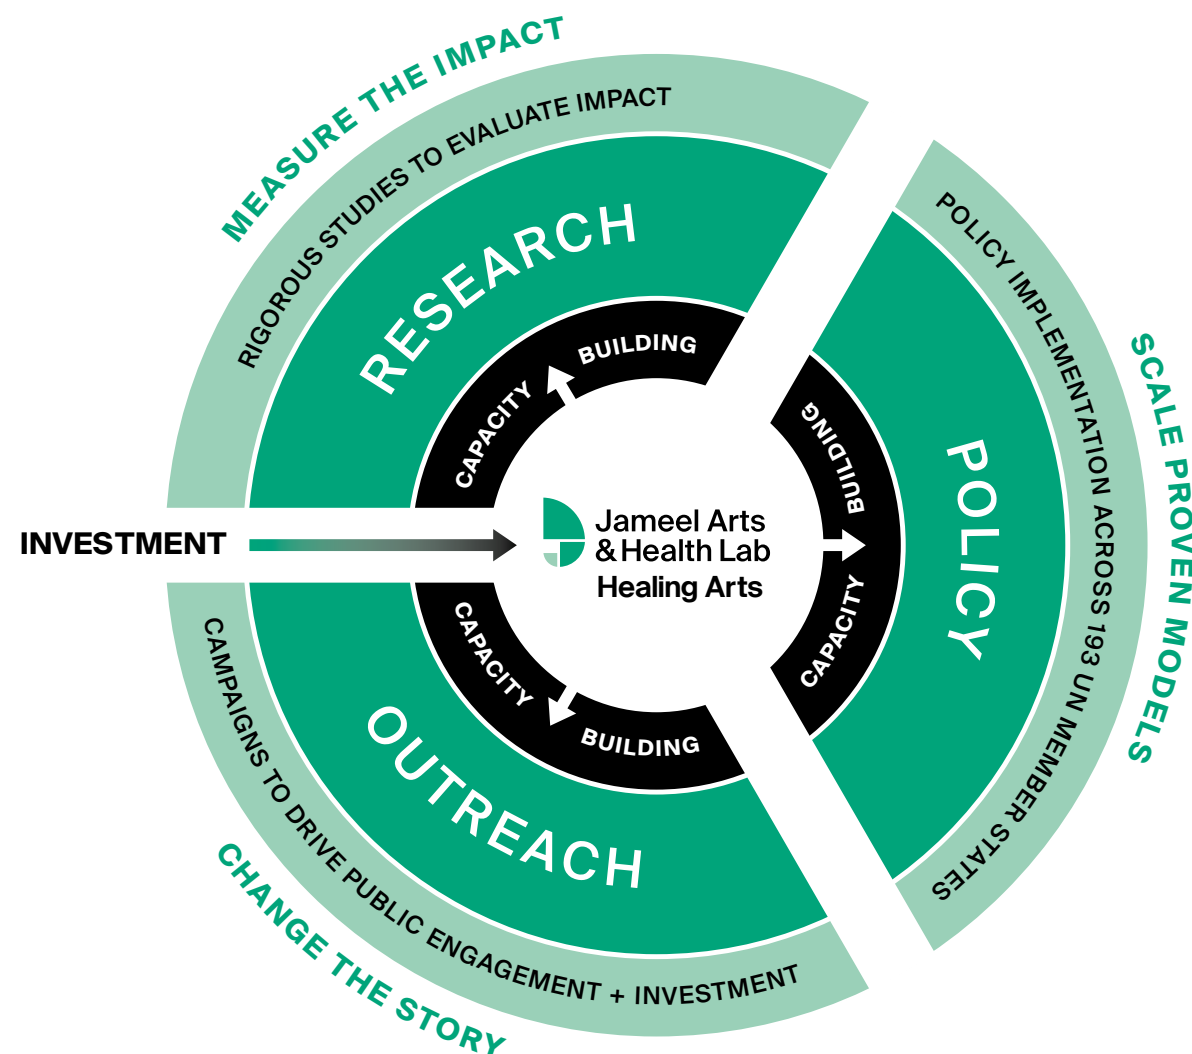 MEASURE THE IMPACT
RIGOROUS STUDIES TO EVALUATE IMPACT
RESEARCH
CAPACITY BUILDING
INVESTMENT
Jameel Arts
& Health Lab
Healing Arts
CAPACITY BUILDING
OUTREACH
CAMPAIGNS TO DRIVE PUBLIC ENGAGEMENT + INVESTMENT
CHANGE THE STORY
CAPACITY BUILDING
POLICY
POLICY IMPLEMENTATION ACROSS 193 UN MEMBER STATES
SCALE PROVEN MODELS